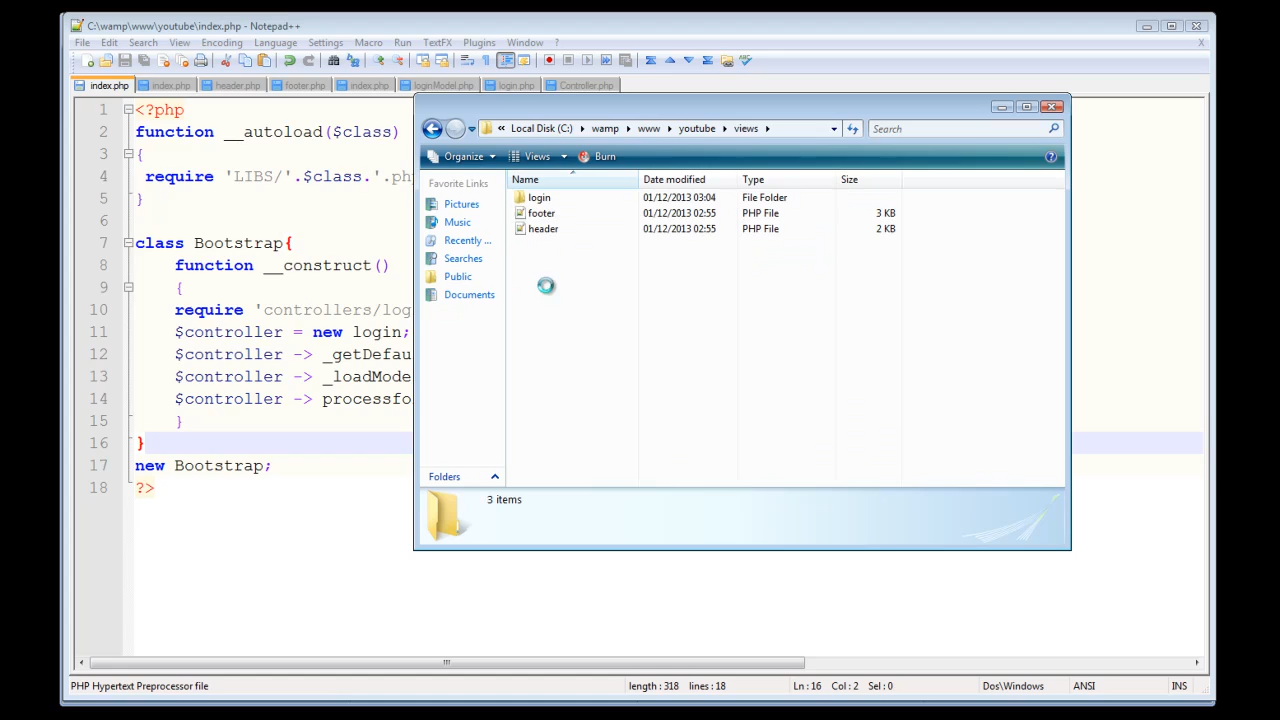 C:\wamp\www\youtube\index.php - Notepad++
File Edit Search View Encoding Language Settings Macro Run TextFX Plugins Window ?
X
index.php index.php header.php footer.php index.php loginModel.php login.php Controller.php
1 <?php
2 function __autoload($class)
3 {
4 require 'LIBS/'.$class.'.ph
5 }
6
7 class Bootstrap{
8 function __construct()
9 {
10 require 'controllers/log
11 $controller = new login;
12 $controller -> _getDefau
13 $controller -> _loadMode
14 $controller -> processfo
15 }
16 }
17 new Bootstrap;
18 ?>
« Local Disk (C:) wamp www youtube views
Search
Organize Views Burn
Favorite Links
Pictures
Music
Recently ...
Searches
Public
Documents
Folders
Name Date modified Type Size
login 01/12/2013 03:04 File Folder
footer 01/12/2013 02:55 PHP File 3 KB
header 01/12/2013 02:55 PHP File 2 KB
3 items
PHP Hypertext Preprocessor file length : 318 lines : 18 Ln : 16 Col : 2 Sel : 0 Dos\Windows ANSI INS